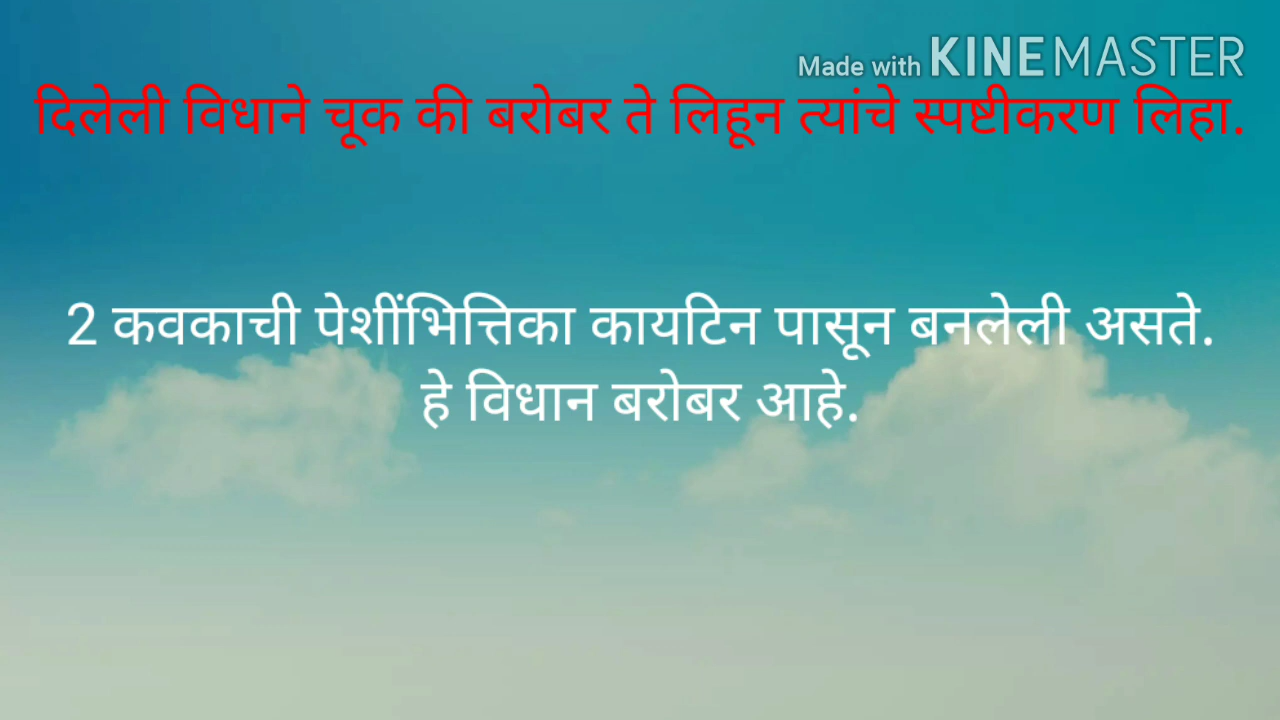 Made with KINEMASTER
दिलेली विधाने चूक की बरोबर ते लिहून त्यांचे स्पष्टीकरण लिहा.
2 कवकाची पेशींभित्तिका कायटिन पासून बनलेली असते.
हे विधान बरोबर आहे.